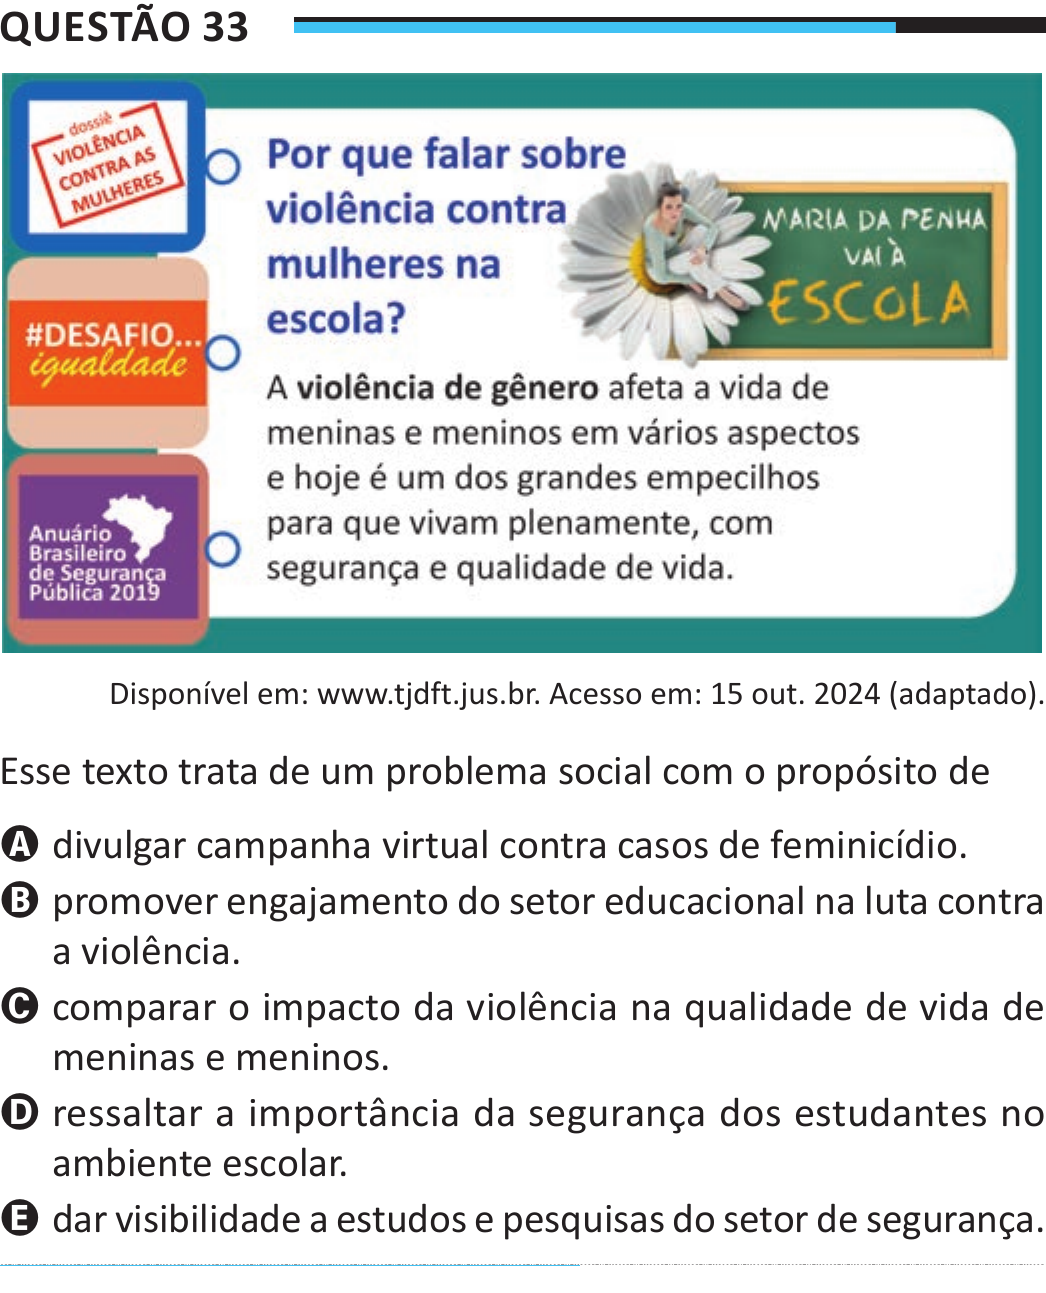 QUESTÃO 33
dossiê
VIOLÊNCIA
CONTRA AS
MULHERES
#DESAFIO...
igualdade
Anuário
Brasileiro
de Segurança
Pública 2019
Por que falar sobre
violência contra
mulheres na
escola?
MARIA DA PENHA
VAI À
ESCOLA
A violência de gênero afeta a vida de
meninas e meninos em vários aspectos
e hoje é um dos grandes empecilhos
para que vivam plenamente, com
segurança e qualidade de vida.
Disponível em: www.tjdft.jus.br. Acesso em: 15 out. 2024 (adaptado).
Esse texto trata de um problema social com o propósito de
A divulgar campanha virtual contra casos de feminicídio.
B promover engajamento do setor educacional na luta contra
a violência.
C comparar o impacto da violência na qualidade de vida de
meninas e meninos.
D ressaltar a importância da segurança dos estudantes no
ambiente escolar.
E dar visibilidade a estudos e pesquisas do setor de segurança.